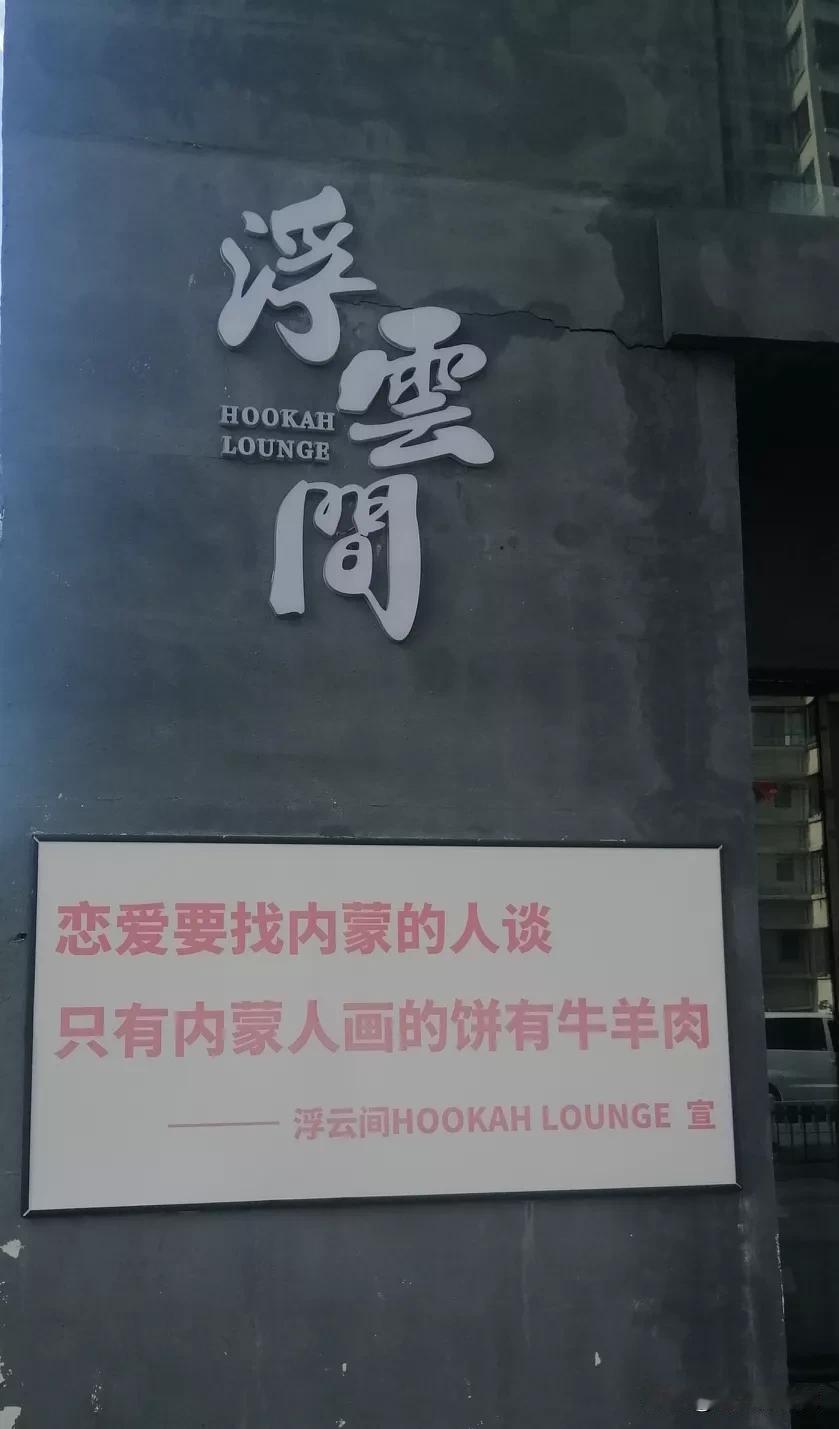 浮雲間
HOOKAH
LOUNGE
恋爱要找内蒙的人谈
只有内蒙人画的饼有牛羊肉
——浮云间HOOKAH LOUNGE 宣